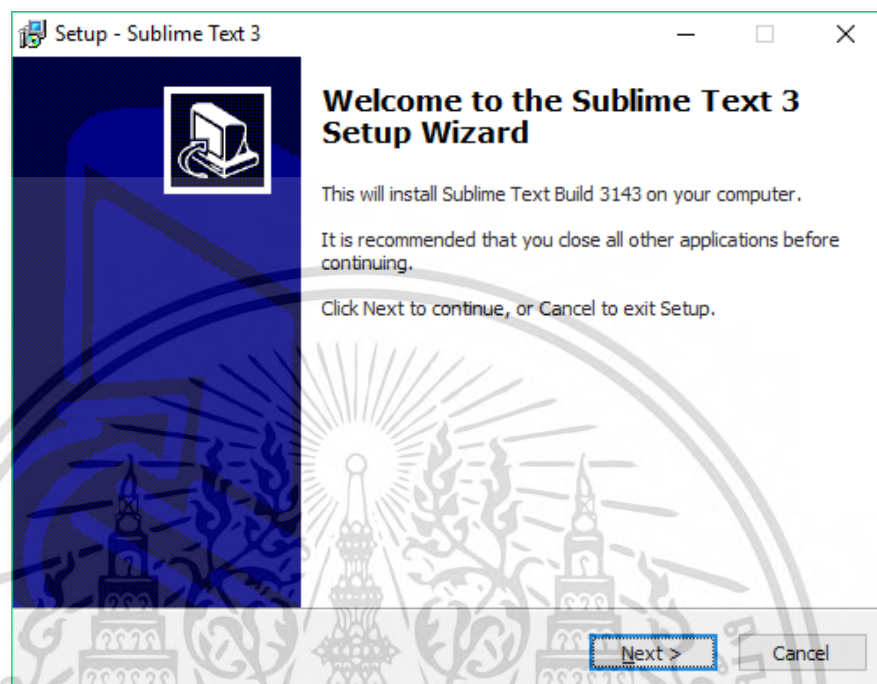 Setup - Sublime Text 3
Welcome to the Sublime Text 3
Setup Wizard
This will install Sublime Text Build 3143 on your computer.
It is recommended that you close all other applications before
continuing.
Click Next to continue, or Cancel to exit Setup.
Next >
Cancel